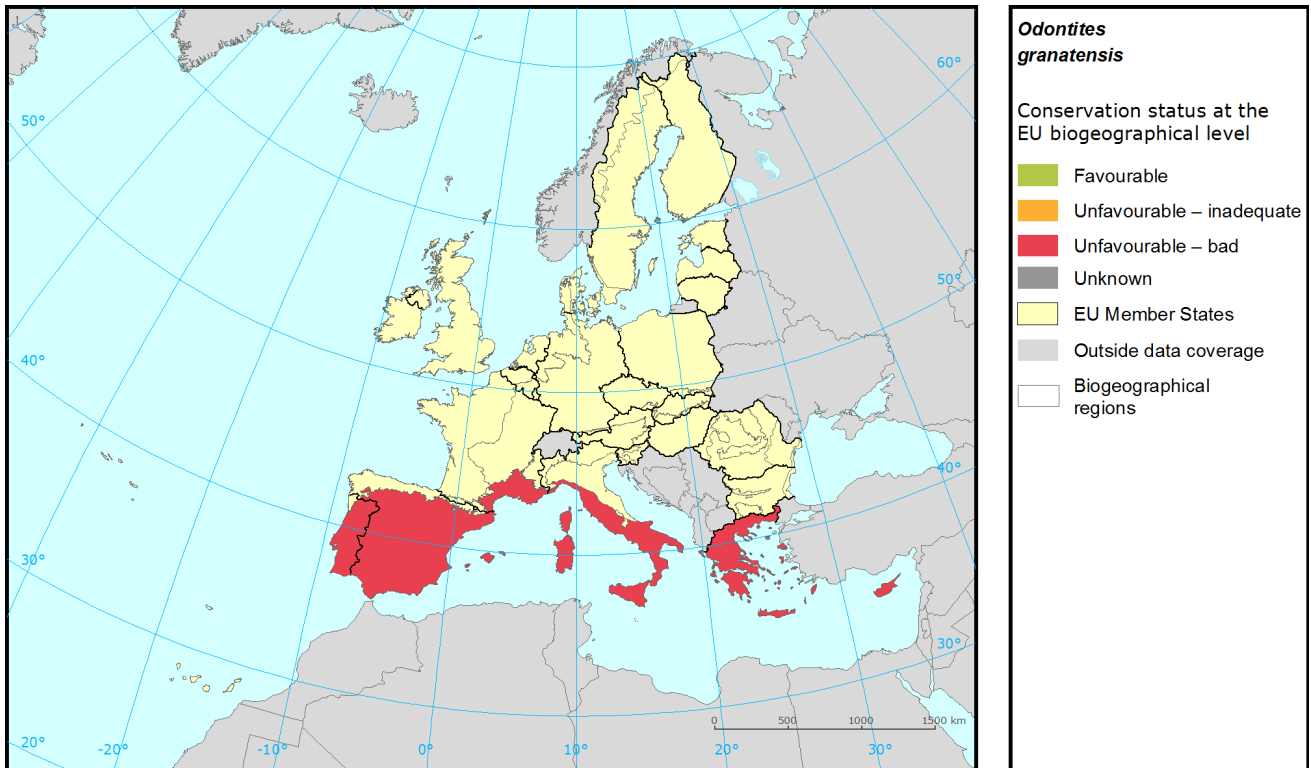 Odontites
granatensis
Conservation status at the
EU biogeographical level
Favourable
Unfavourable – inadequate
Unfavourable – bad
Unknown
EU Member States
Outside data coverage
Biogeographical
regions
60°
50°
50°
40°
40°
30°
30°
20°
-20°
-10°
0°
10°
20°
30°
0
500
1000
1500 km